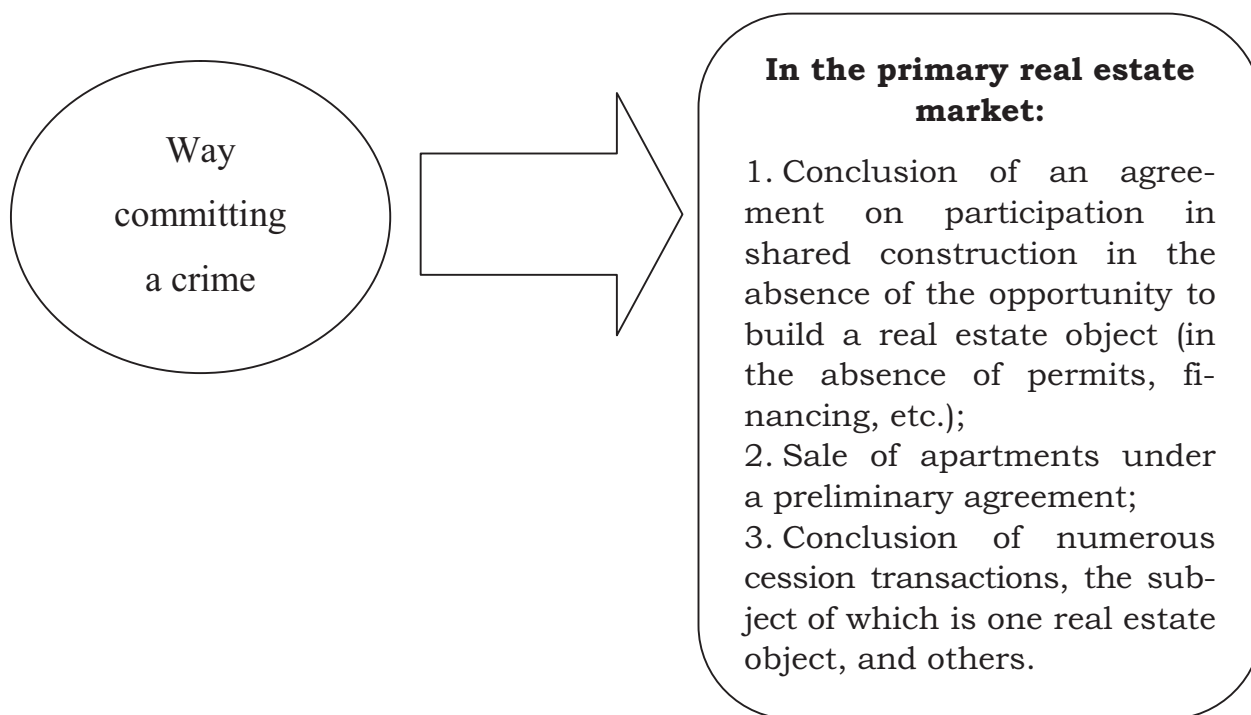 Way
committing
a crime
In the primary real estate
market:
1. Conclusion of an agree-
ment on participation in
shared construction in the
absence of the opportunity to
build a real estate object (in
the absence of permits, fi-
nancing, etc.);
2. Sale of apartments under
a preliminary agreement;
3. Conclusion of numerous
cession transactions, the sub-
ject of which is one real estate
object, and others.